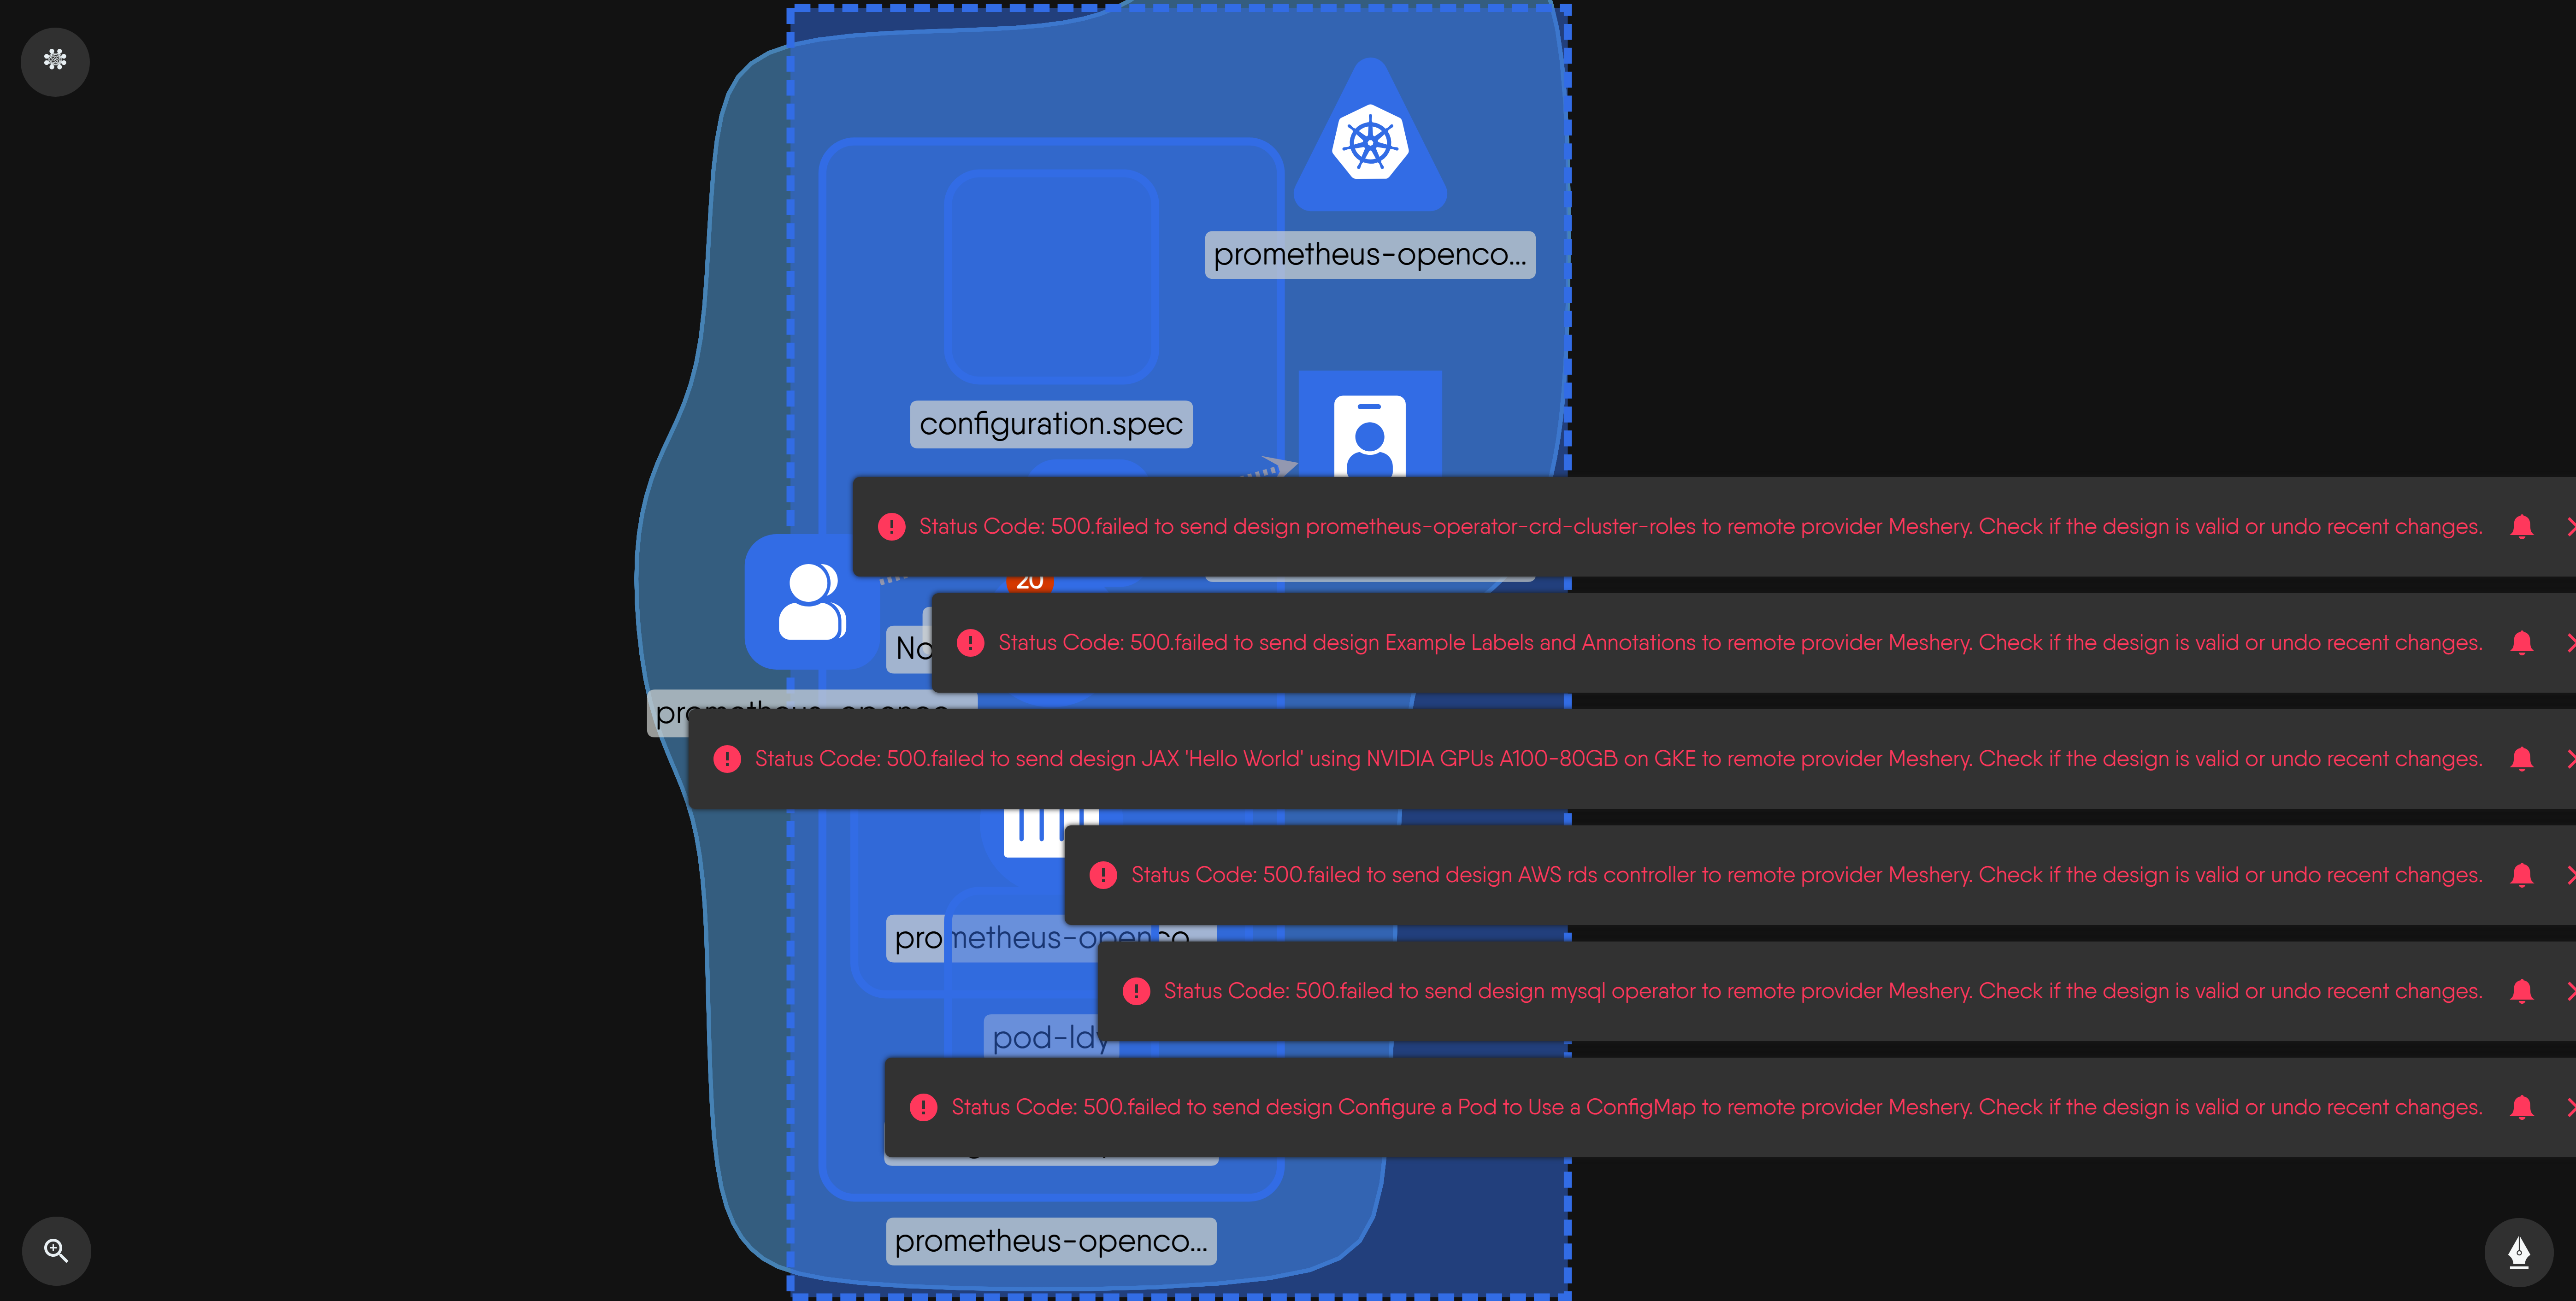 prometheus-openco...
configuration.spec
Status Code: 500.failed to send design prometheus-operator-crd-cluster-roles to remote provider Meshery. Check if the design is valid or undo recent changes.
20
Status Code: 500.failed to send design Example Labels and Annotations to remote provider Meshery. Check if the design is valid or undo recent changes.
No
prometheus-openco
Status Code: 500.failed to send design JAX 'Hello World' using NVIDIA GPUs A100-80GB on GKE to remote provider Meshery. Check if the design is valid or undo recent changes.
Status Code: 500.failed to send design AWS rds controller to remote provider Meshery. Check if the design is valid or undo recent changes.
prometheus-openco
Status Code: 500.failed to send design mysql operator to remote provider Meshery. Check if the design is valid or undo recent changes.
pod-ldy
Status Code: 500.failed to send design Configure a Pod to Use a ConfigMap to remote provider Meshery. Check if the design is valid or undo recent changes.
prometheus-openco...